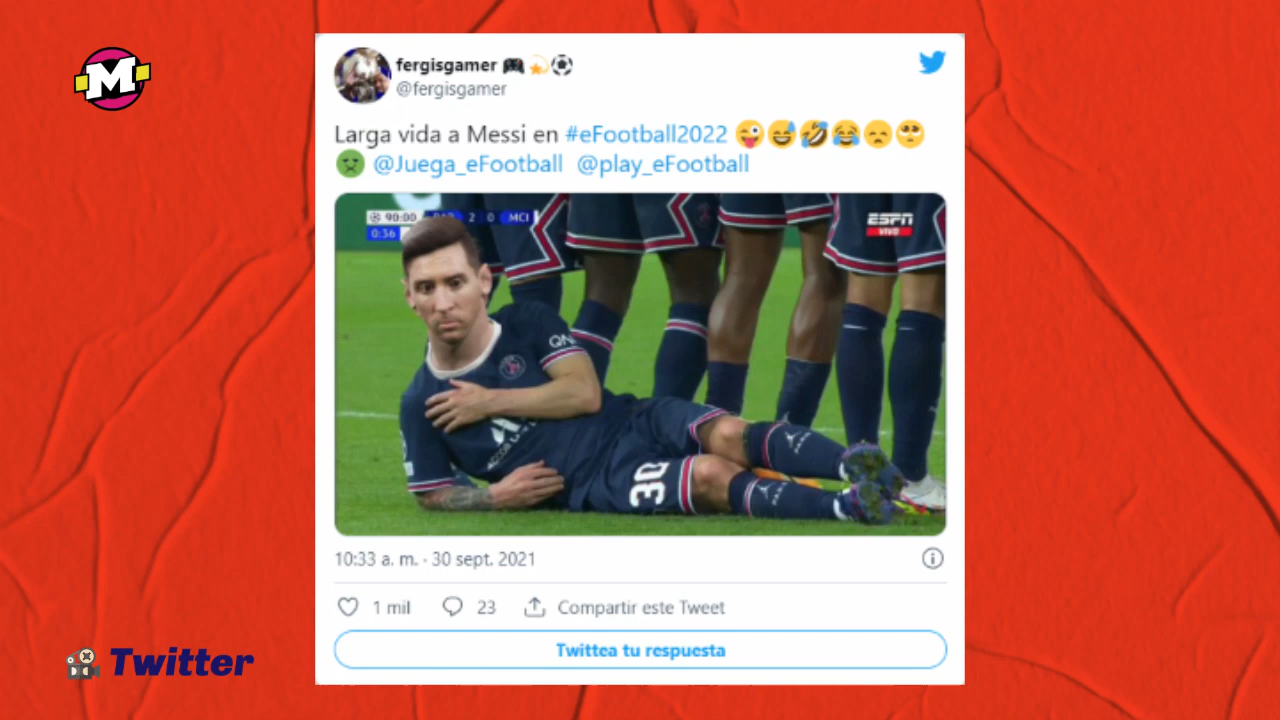 M
fergisgamer
@fergisgamer
Larga vida a Messi en #eFootball2022
@Juega_eFootball @play_eFootball
90:00 2 0 MCI
0:36
ESPN
VIVO
QN
30
10:33 a. m. · 30 sept. 2021
1 mil 23 Compartir este Tweet
Twittea tu respuesta
Twitter